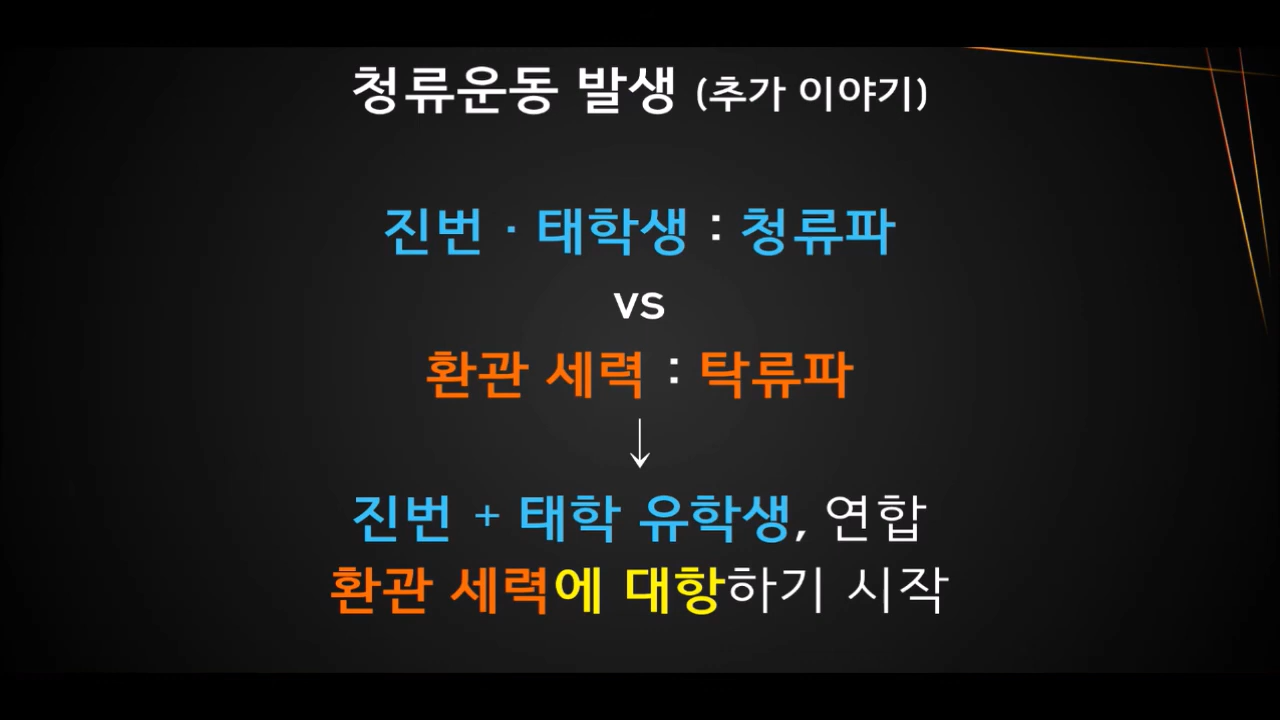 청류운동 발생 (추가 이야기)
진번 · 태학생 : 청류파
vs
환관 세력 : 탁류파
↓
진번 + 태학 유학생, 연합
환관 세력에 대항하기 시작